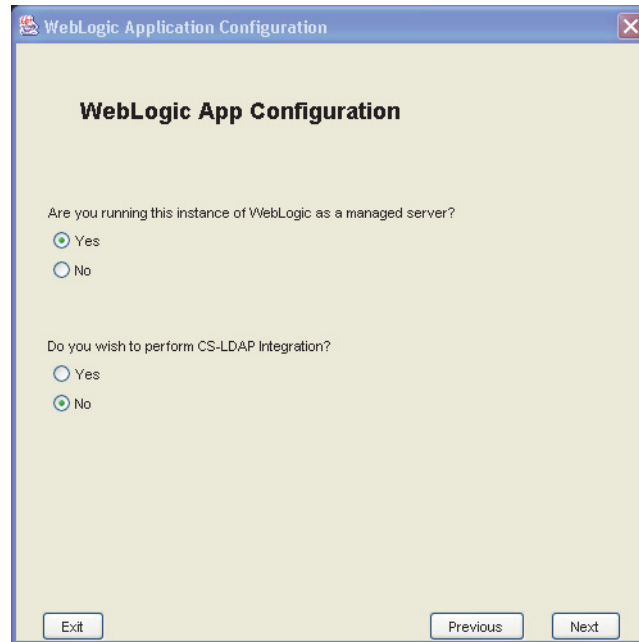 WebLogic Application Configuration
WebLogic App Configuration
Are you running this instance of WebLogic as a managed server?
Yes
No
Do you wish to perform CS-LDAP Integration?
Yes
No
Exit Previous Next